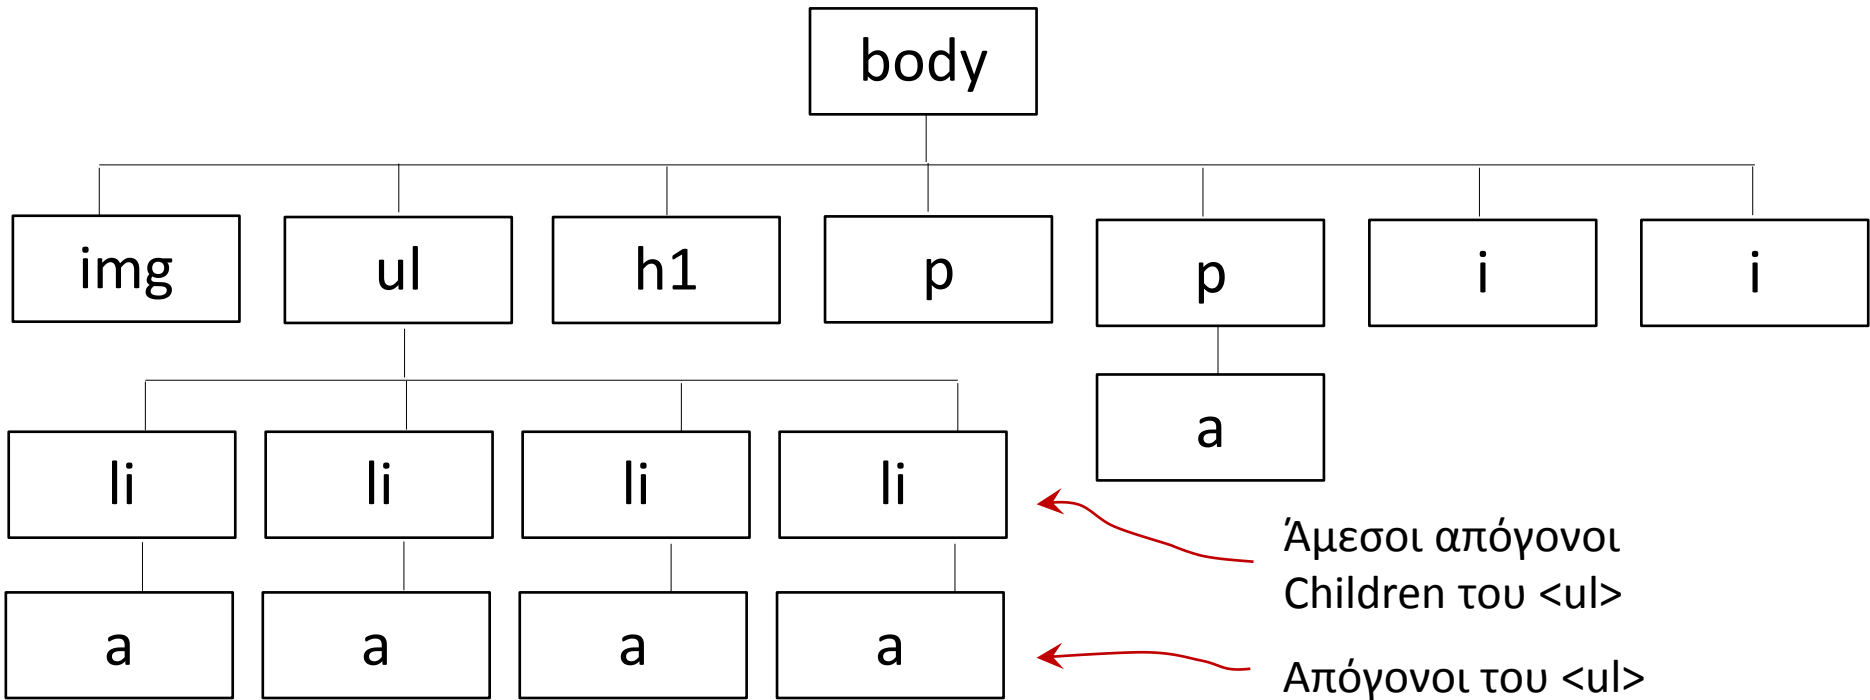 body
img ul h1 p p i i
a
li li li li
Άμεσοι απόγονοι
Children του <ul>
a a a a
Απόγονοι του <ul>